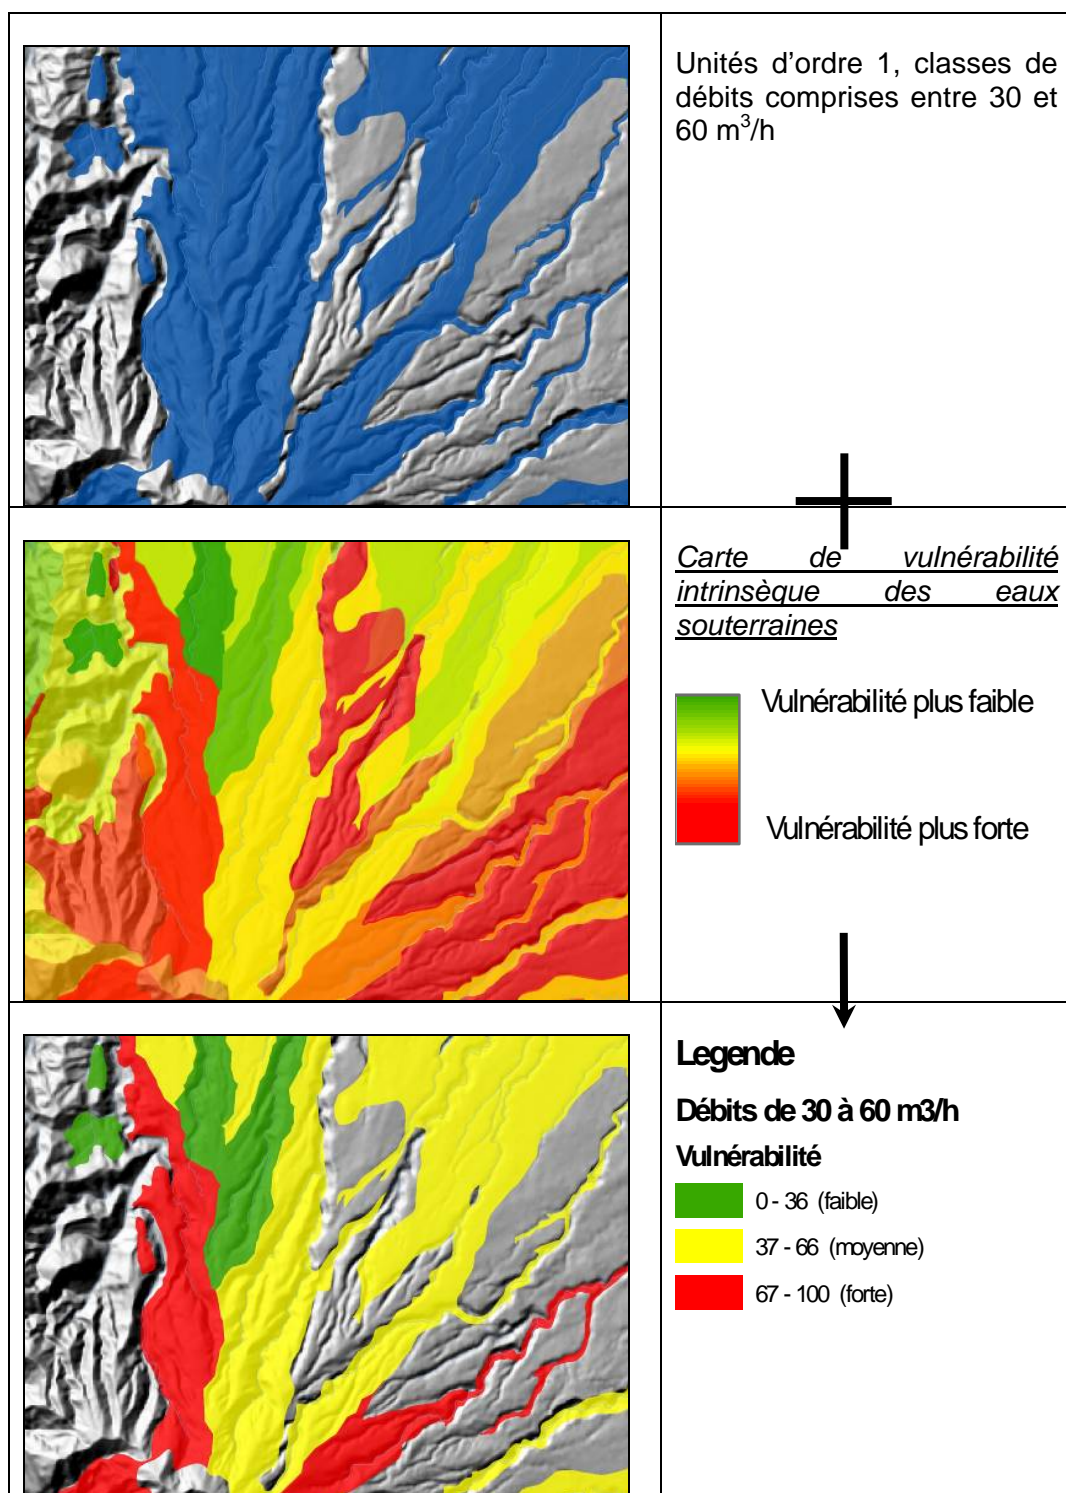 Unités d'ordre 1, classes de
débits comprises entre 30 et
60 m³/h
Carte de vulnérabilité
intrinsèque des eaux
souterraines
Vulnérabilité plus faible
Vulnérabilité plus forte
Legende
Débits de 30 à 60 m3/h
Vulnérabilité
0 - 36 (faible)
37 - 66 (moyenne)
67 - 100 (forte)